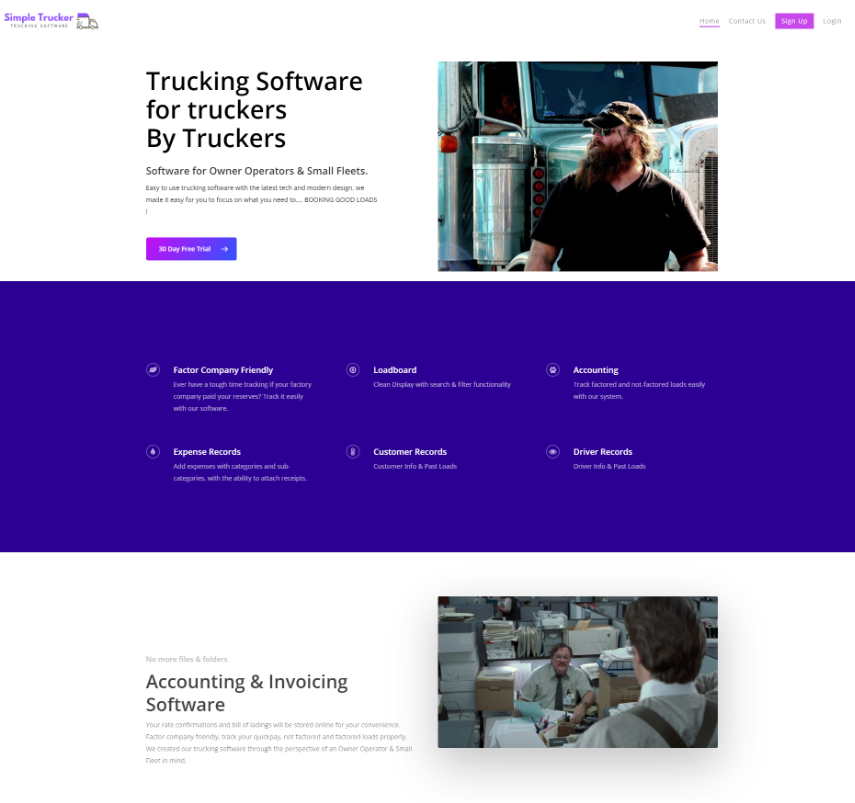 Simple Trucker
TRUCKING SOFTWARE
Home
Contact Us
Sign Up
Login
Trucking Software
for truckers
By Truckers
Software for Owner Operators & Small Fleets.
Easy to use trucking software with the latest tech and modern design, we
made it easy for you to focus on what you need to.... BOOKING GOOD LOADS
!
30 Day Free Trial
Factor Company Friendly
Ever have a tough time tracking if your factory
company paid your reserves? Track it easily
with our software.
Loadboard
Clean Display with search & filter functionality
Accounting
Track factored and not-factored loads easily
with our system.
Expense Records
Add expenses with categories and sub-
categories, with the ability to attach receipts.
Customer Records
Customer Info & Past Loads
Driver Records
Driver Info & Past Loads
No more files & folders
Accounting & Invoicing
Software
Your rate confirmations and bill of ladings will be stored online for your convenience.
Factor company friendly, track your quickpay, not factored and factored loads properly.
We created our trucking software through the perspective of an Owner Operator & Small
Fleet in mind.